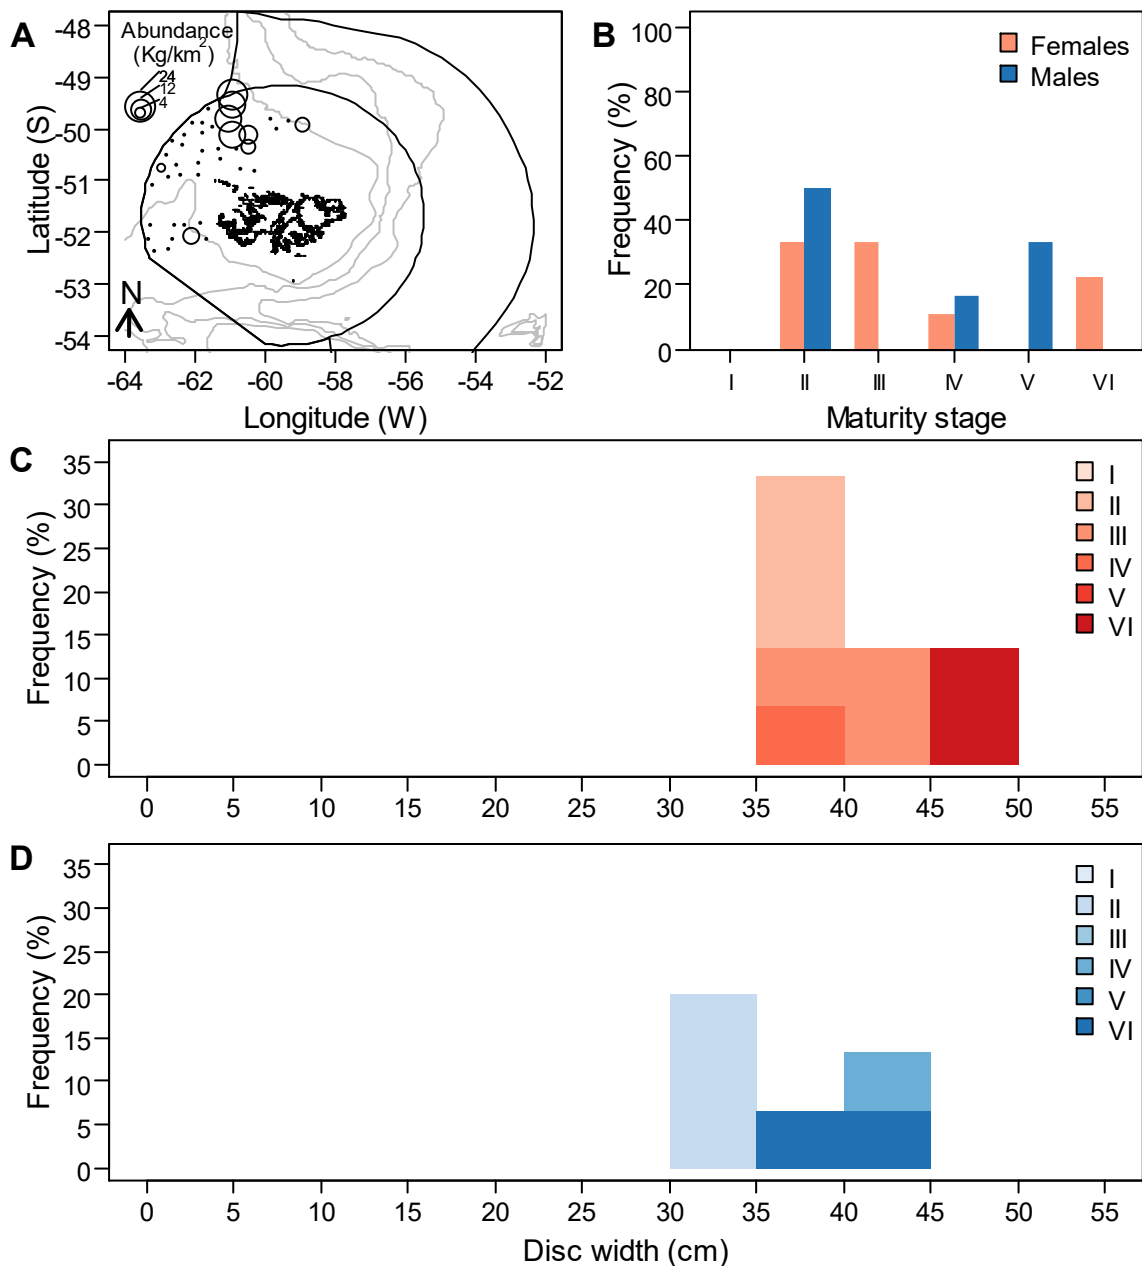 A
Abundance
(Kg/km²)
24
12
4
-48
-49
-50
-51
-52
-53
-54
Latitude (S)
N
-64 -62 -60 -58 -56 -54 -52
Longitude (W)
B
100
80
60
40
20
0
Frequency (%)
Females
Males
I II III IV V VI
Maturity stage
C
35
30
25
20
15
10
5
0
Frequency (%)
I
II
III
IV
V
VI
0 5 10 15 20 25 30 35 40 45 50 55
D
35
30
25
20
15
10
5
0
Frequency (%)
I
II
III
IV
V
VI
0 5 10 15 20 25 30 35 40 45 50 55
Disc width (cm)